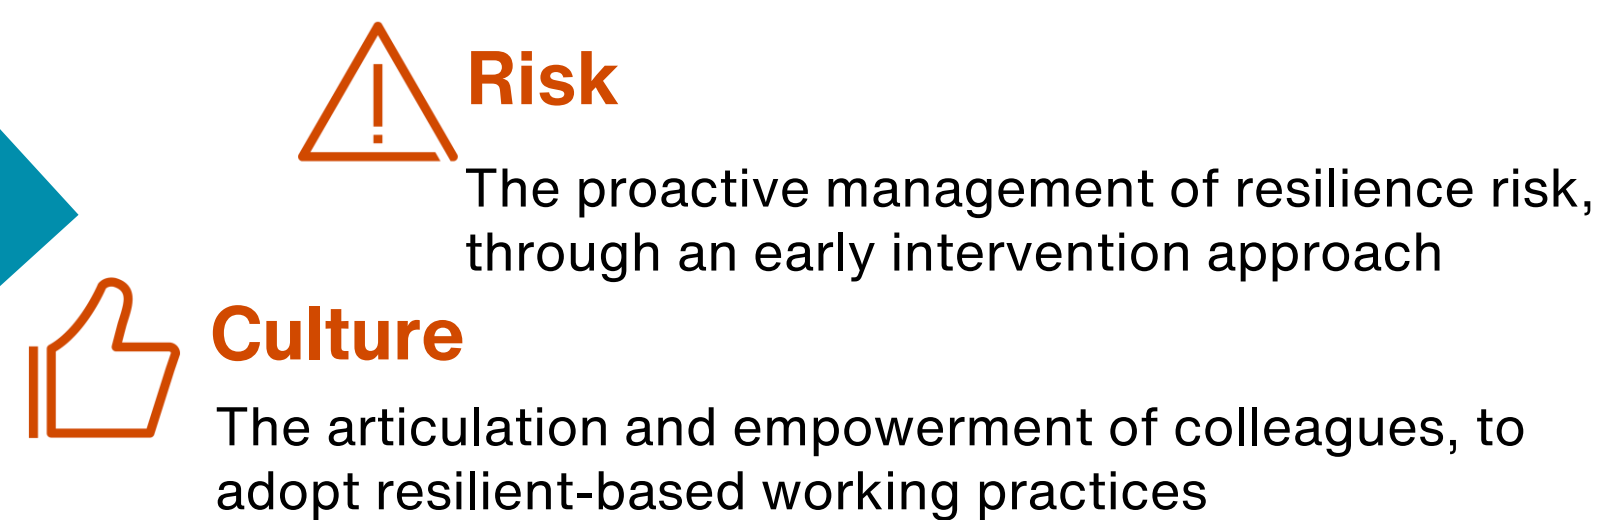 Risk
The proactive management of resilience risk,
through an early intervention approach
Culture
The articulation and empowerment of colleagues, to
adopt resilient-based working practices